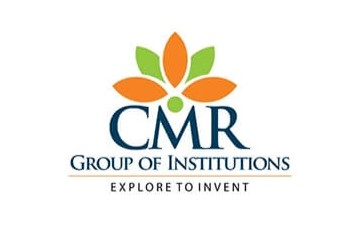 CMR
GROUP OF INSTITUTIONS
EXPLORE TO INVENT